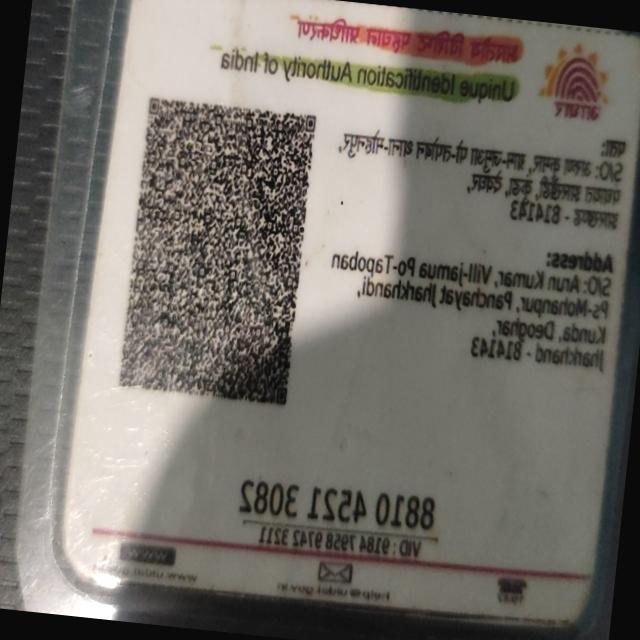 भारतीय विशिष्ट पहचान प्राधिकरण
Unique Identification Authority of India
आधार
पता:
S/O: अरुण कुमार, ग्राम-जमुआ पो-तपोवन थाना-मोहनपुर,
पंचायत झारखंडी, कुंडा, देवघर,
झारखण्ड - 814143
Address:
S/O: Arun Kumar, Vill-jamua Po-Tapoban
Ps-Mohanpur, Panchayat Jharkhandi,
Kunda, Deoghar,
Jharkhand - 814143
8810 4521 3082
VID : 9184 7958 9742 3211
1947
help@uidai.gov.in
www
www.uidai.gov.in